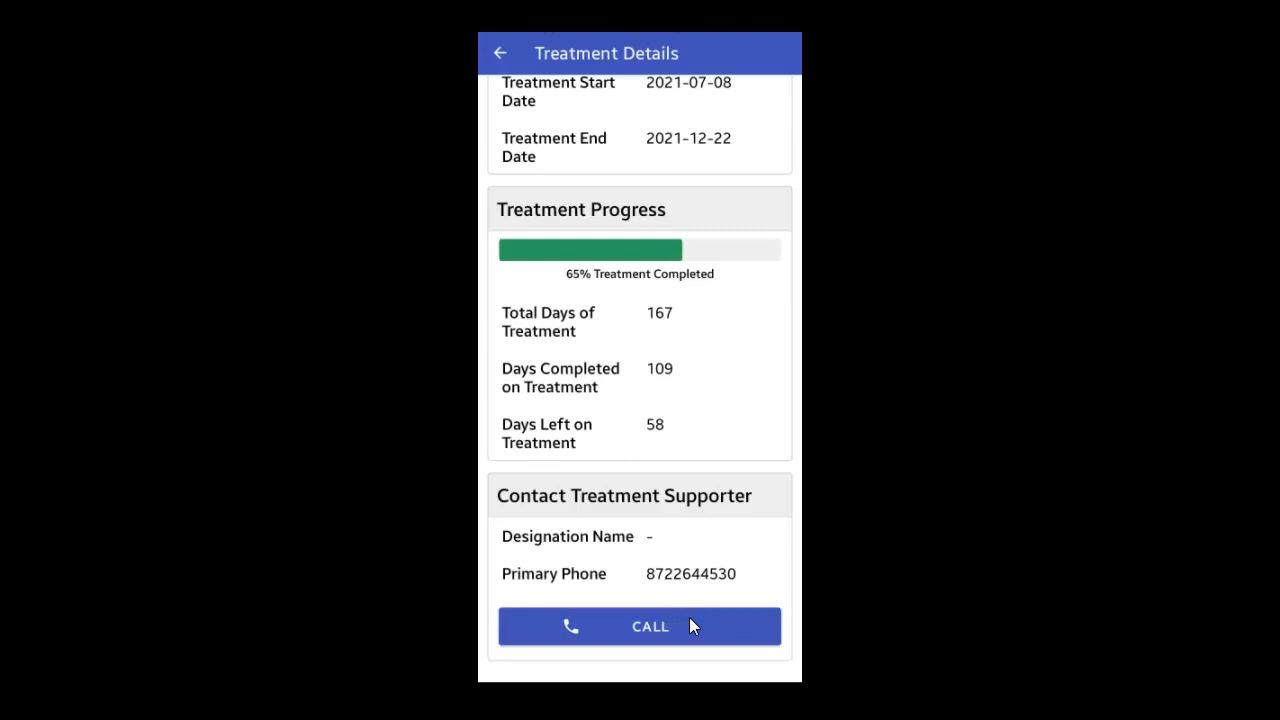 Treatment Details
Treatment Start Date 2021-07-08
Treatment End Date 2021-12-22
Treatment Progress
65% Treatment Completed
Total Days of Treatment 167
Days Completed on Treatment 109
Days Left on Treatment 58
Contact Treatment Supporter
Designation Name -
Primary Phone 8722644530
CALL